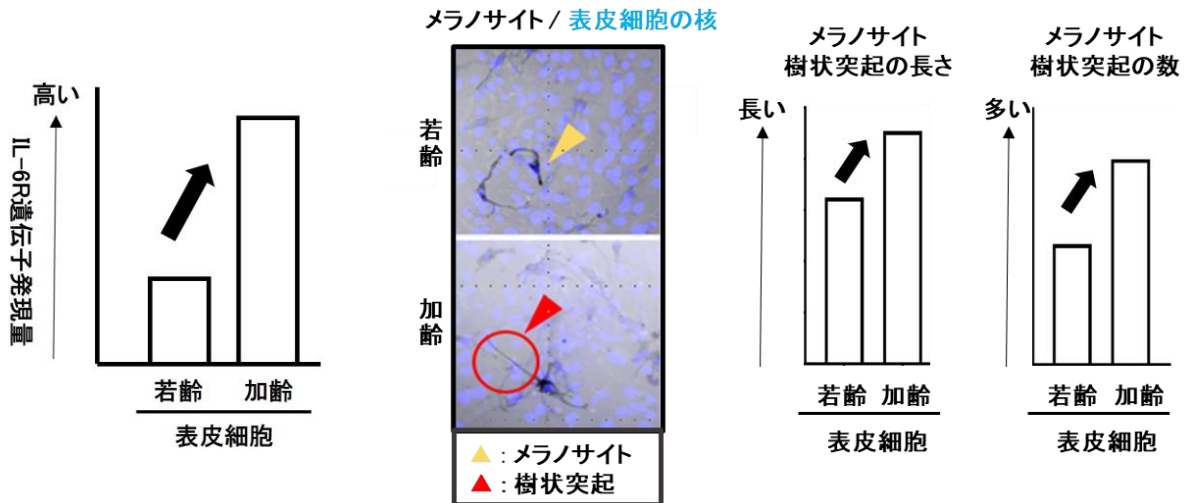 高い
IL-6R遺伝子発現量
若齢 加齢
表皮細胞
メラノサイト / 表皮細胞の核
若齢
加齢
▲ : メラノサイト
▲ : 樹状突起
メラノサイト
樹状突起の長さ
長い
若齢 加齢
表皮細胞
メラノサイト
樹状突起の数
多い
若齢 加齢
表皮細胞